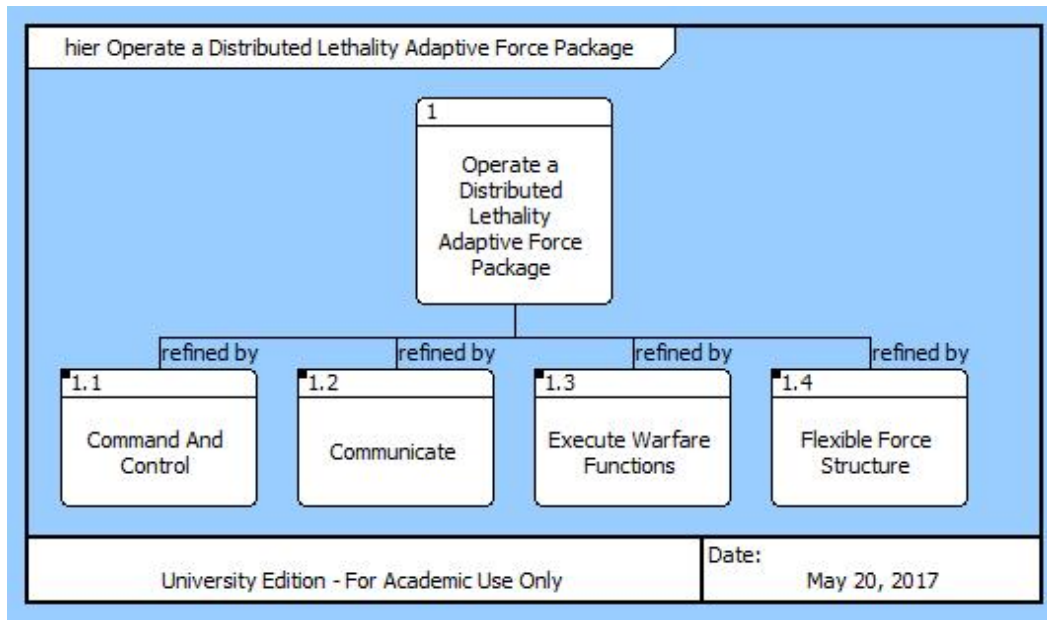 hier Operate a Distributed Lethality Adaptive Force Package
1
Operate a
Distributed
Lethality
Adaptive Force
Package
refined by
refined by
refined by
refined by
1.1
Command And
Control
1.2
Communicate
1.3
Execute Warfare
Functions
1.4
Flexible Force
Structure
University Edition - For Academic Use Only
Date:
May 20, 2017